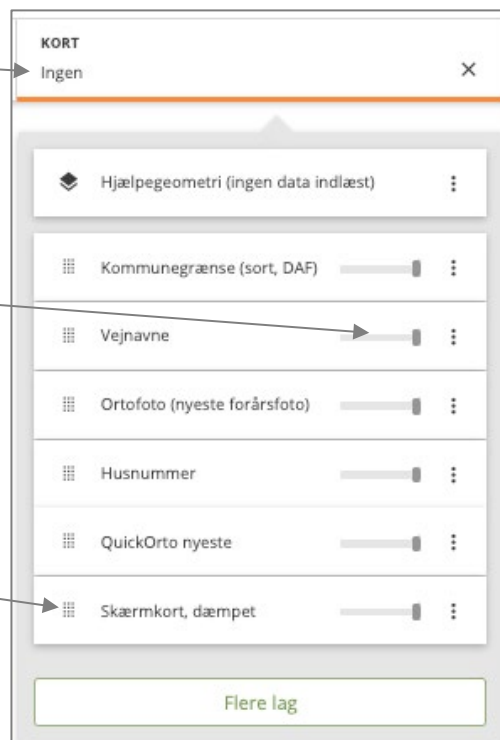 KORT
Ingen
Hjælpegeometri (ingen data indlæst)
Kommunegrænse (sort, DAF)
Vejnavne
Ortofoto (nyeste forårsfoto)
Husnummer
QuickOrto nyeste
Skærmkort, dæmpet
Flere lag